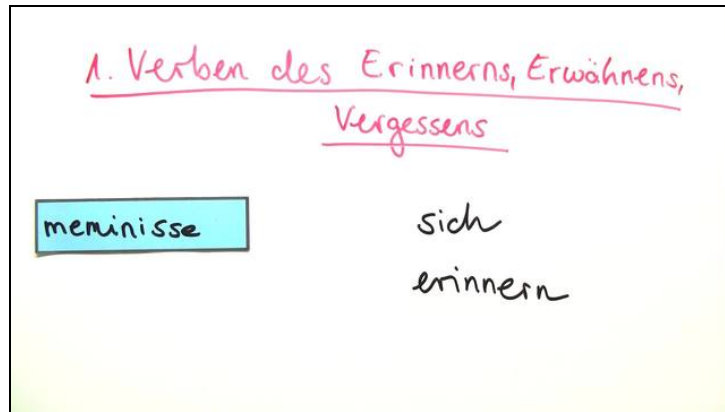 1. Verben des Erinnerns, Erwähnens,
Vergessens
meminisse
sich
erinnern